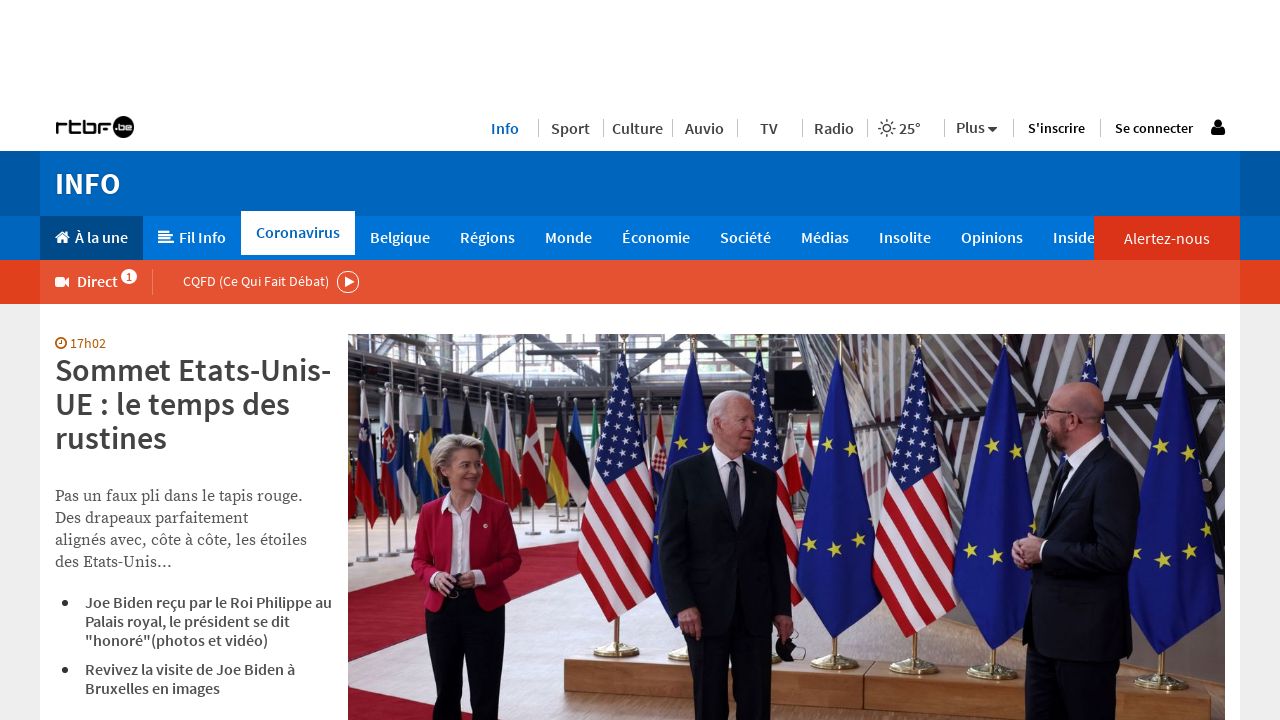 rtbf.be
Info
Sport
Culture
Auvio
TV
Radio
25°
Plus
S'inscrire
Se connecter
INFO
À la une
Fil Info
Coronavirus
Belgique
Régions
Monde
Économie
Société
Médias
Insolite
Opinions
Inside
Alertez-nous
Direct 1
CQFD (Ce Qui Fait Débat)
17h02
Sommet Etats-Unis-
UE : le temps des
rustines
Pas un faux pli dans le tapis rouge.
Des drapeaux parfaitement
alignés avec, côte à côte, les étoiles
des Etats-Unis...
Joe Biden reçu par le Roi Philippe au
Palais royal, le président se dit
"honoré"(photos et vidéo)
Revivez la visite de Joe Biden à
Bruxelles en images